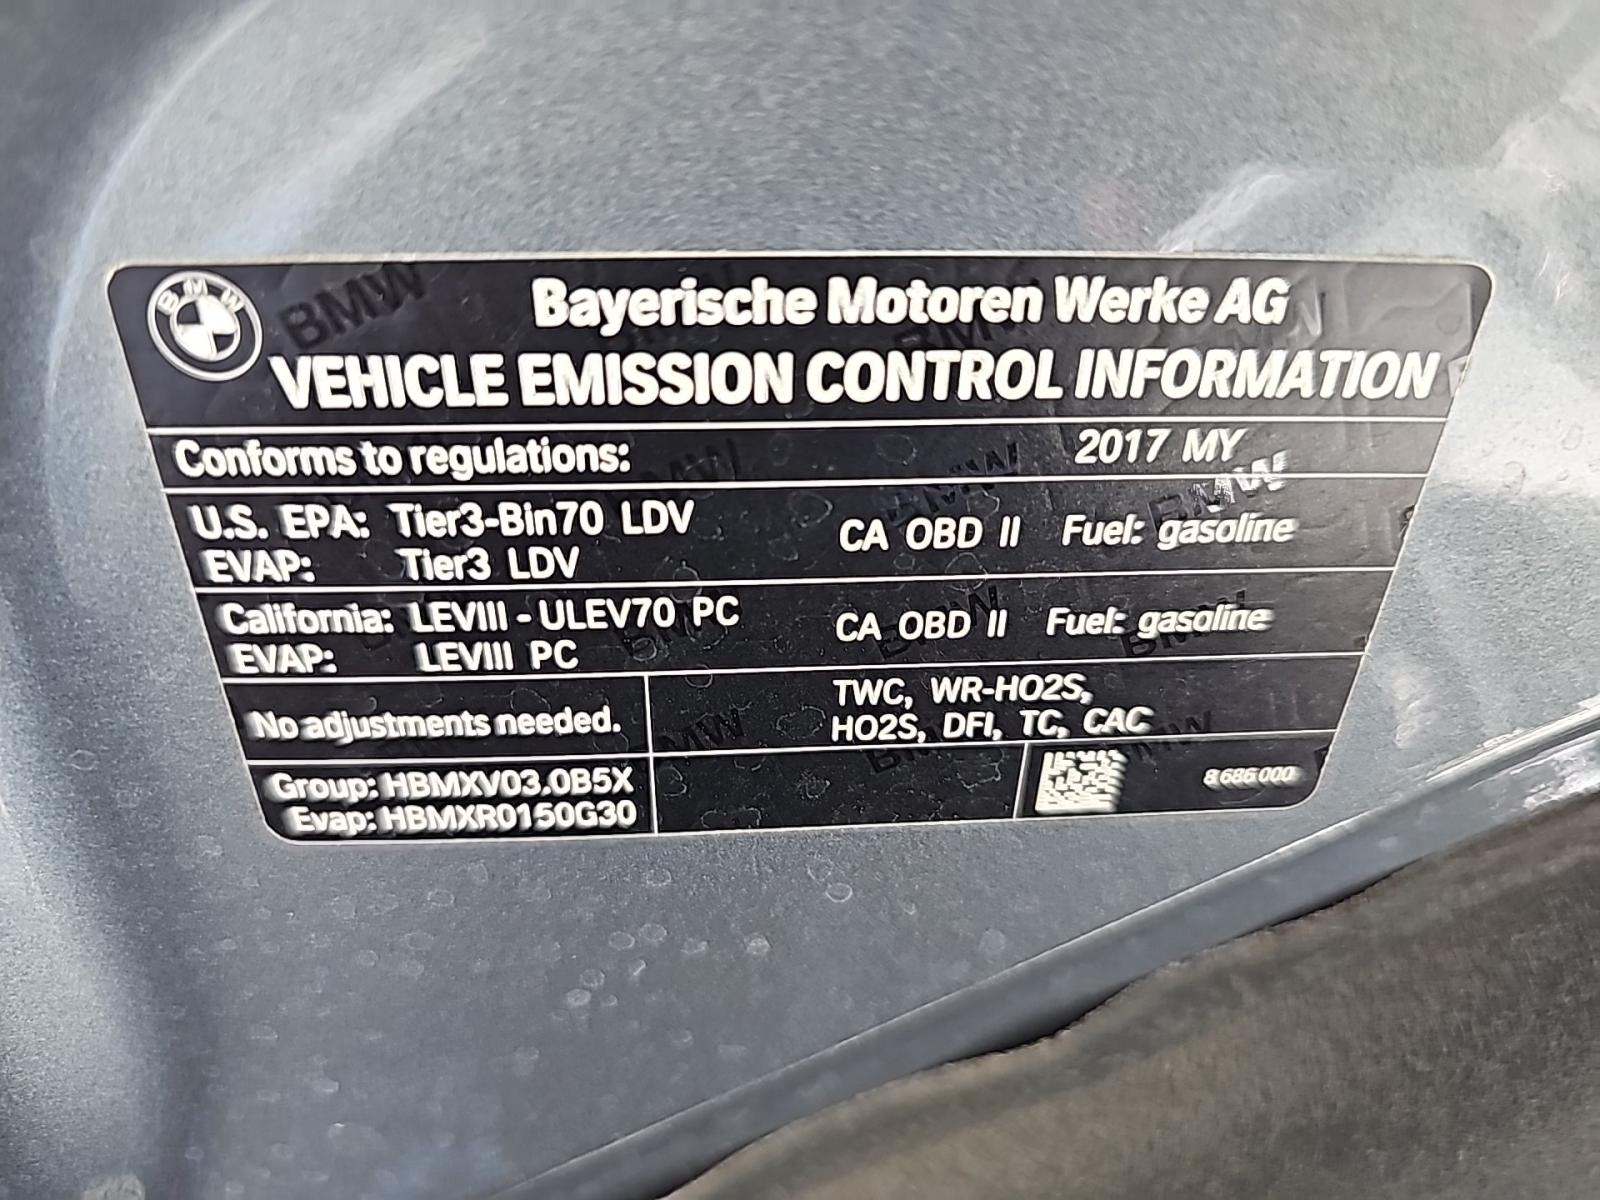 BMW
Bayerische Motoren Werke AG
VEHICLE EMISSION CONTROL INFORMATION
Conforms to regulations: 2017 MY
U.S. EPA: Tier3-Bin70 LDV CA OBD II Fuel: gasoline
EVAP: Tier3 LDV
California: LEVIII - ULEV70 PC CA OBD II Fuel: gasoline
EVAP: LEVIII PC
No adjustments needed.
TWC, WR-HO2S,
HO2S, DFI, TC, CAC
Group: HBMXV03.0B5X
Evap: HBMXR0150G30
8 686 000